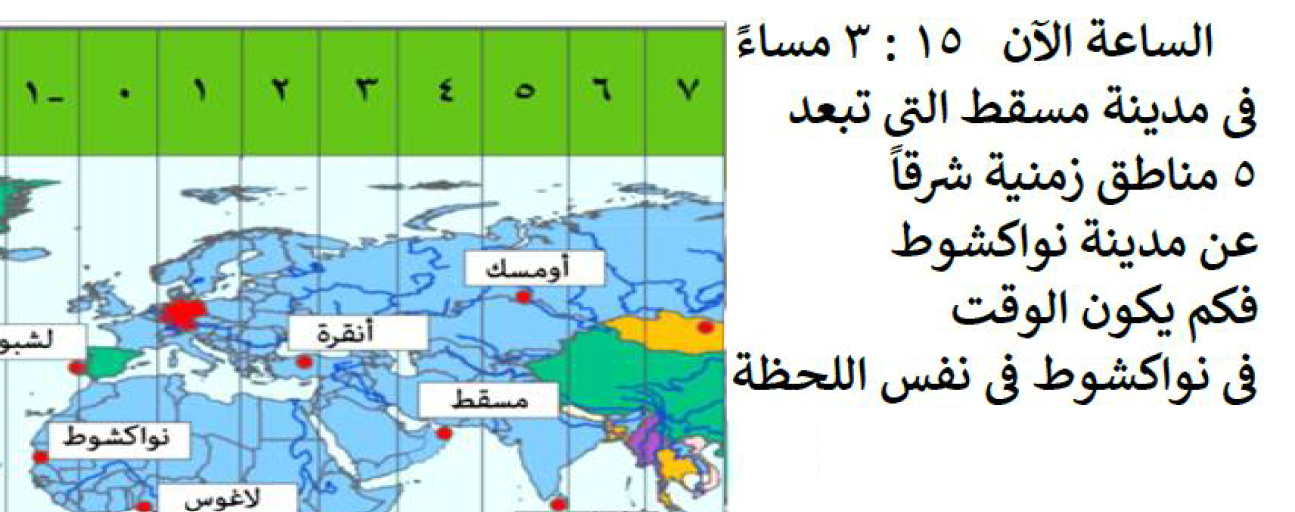 الساعة الآن ١٥ : ٣ مساءً
فى مدينة مسقط التى تبعد
٥ مناطق زمنية شرقاً
عن مدينة نواكشوط
فكم يكون الوقت
فى نواكشوط فى نفس اللحظة
١- ٠ ١ ٢ ٣ ٤ ٥ ٦ ٧
أومسك
أنقرة
لشبو
مسقط
نواكشوط
لاغوس